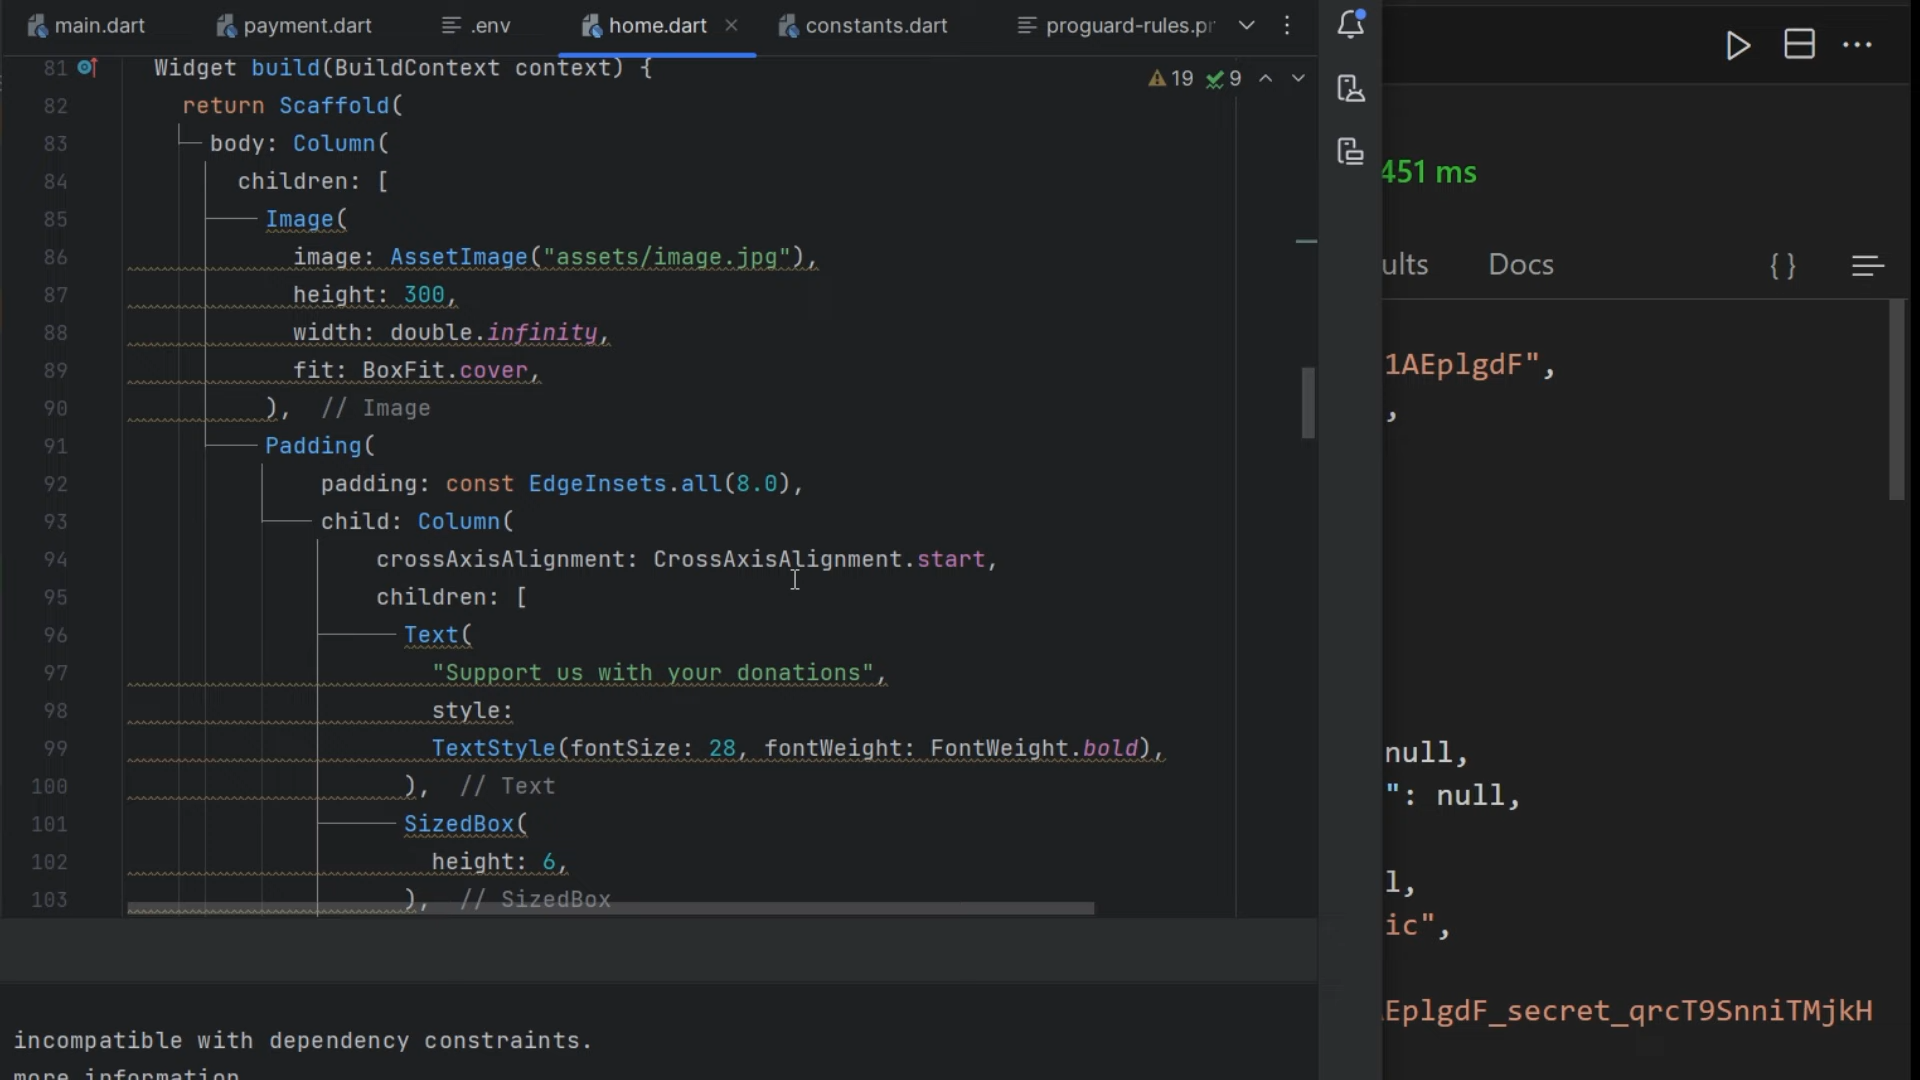 main.dart
payment.dart
.env
home.dart
constants.dart
proguard-rules.pr
19 9
81 Widget build(BuildContext context) {
82 return Scaffold(
83 body: Column(
84 children: [
85 Image(
86 image: AssetImage("assets/image.jpg"),
87 height: 300,
88 width: double.infinity,
89 fit: BoxFit.cover,
90 ), // Image
91 Padding(
92 padding: const EdgeInsets.all(8.0),
93 child: Column(
94 crossAxisAlignment: CrossAxisAlignment.start,
95 children: [
96 Text(
97 "Support us with your donations",
98 style:
99 TextStyle(fontSize: 28, fontWeight: FontWeight.bold),
100 ), // Text
101 SizedBox(
102 height: 6,
103 ), // SizedBox
incompatible with dependency constraints.
more information
451 ms
ults Docs { }
1AEplgdF",
,
null,
": null,
l,
ic",
EplgdF_secret_qrcT9SnniTMjkH